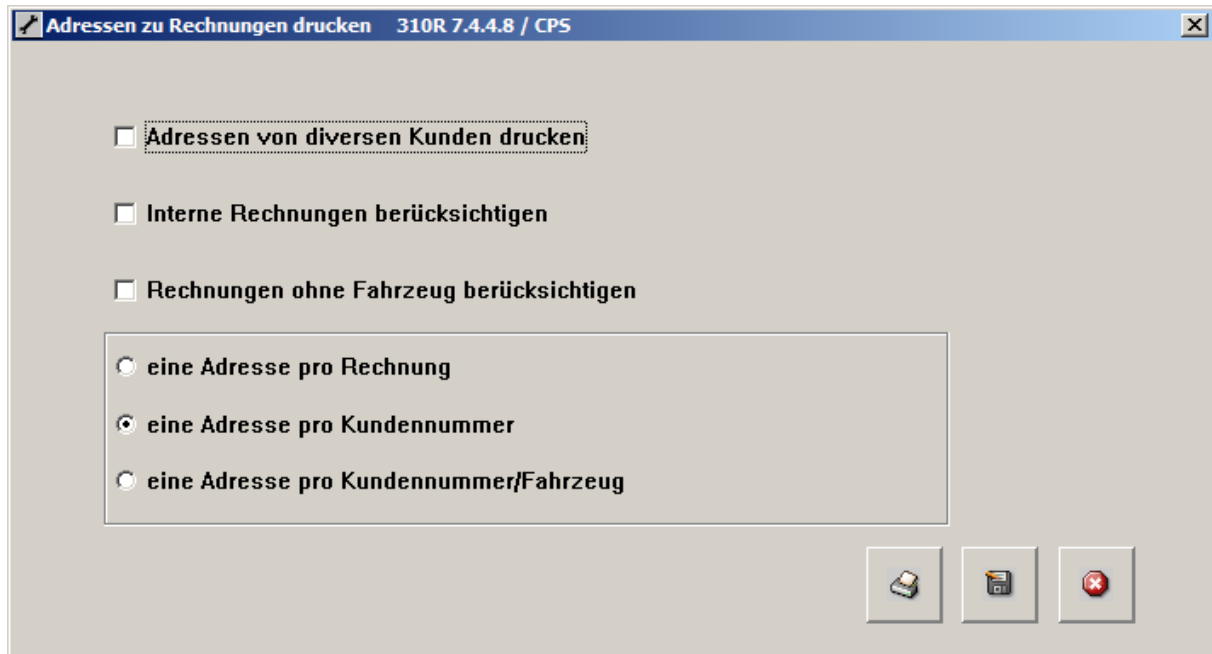 Adressen zu Rechnungen drucken 310R 7.4.4.8 / CPS
Adressen von diversen Kunden drucken
Interne Rechnungen berücksichtigen
Rechnungen ohne Fahrzeug berücksichtigen
eine Adresse pro Rechnung
eine Adresse pro Kundennummer
eine Adresse pro Kundennummer/Fahrzeug